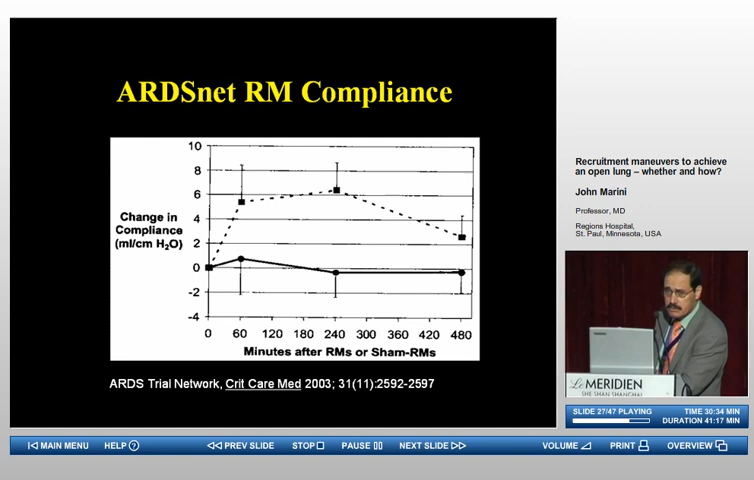 ARDSnet RM Compliance
10
8
6
4
2
0
-2
-4
Change in
Compliance
(ml/cm H₂O)
0 60 120 180 240 300 360 420 480
Minutes after RMs or Sham-RMs
ARDS Trial Network, Crit Care Med 2003; 31(11):2592-2597
Recruitment maneuvers to achieve
an open lung – whether and how?
John Marini
Professor, MD
Regions Hospital,
St. Paul, Minnesota, USA
Le MERIDIEN
SHE SHAN SHANGHAI
SLIDE 27/47 PLAYING TIME 30:34 MIN
DURATION 41:17 MIN
MAIN MENU HELP ? PREV SLIDE STOP PAUSE NEXT SLIDE VOLUME PRINT OVERVIEW